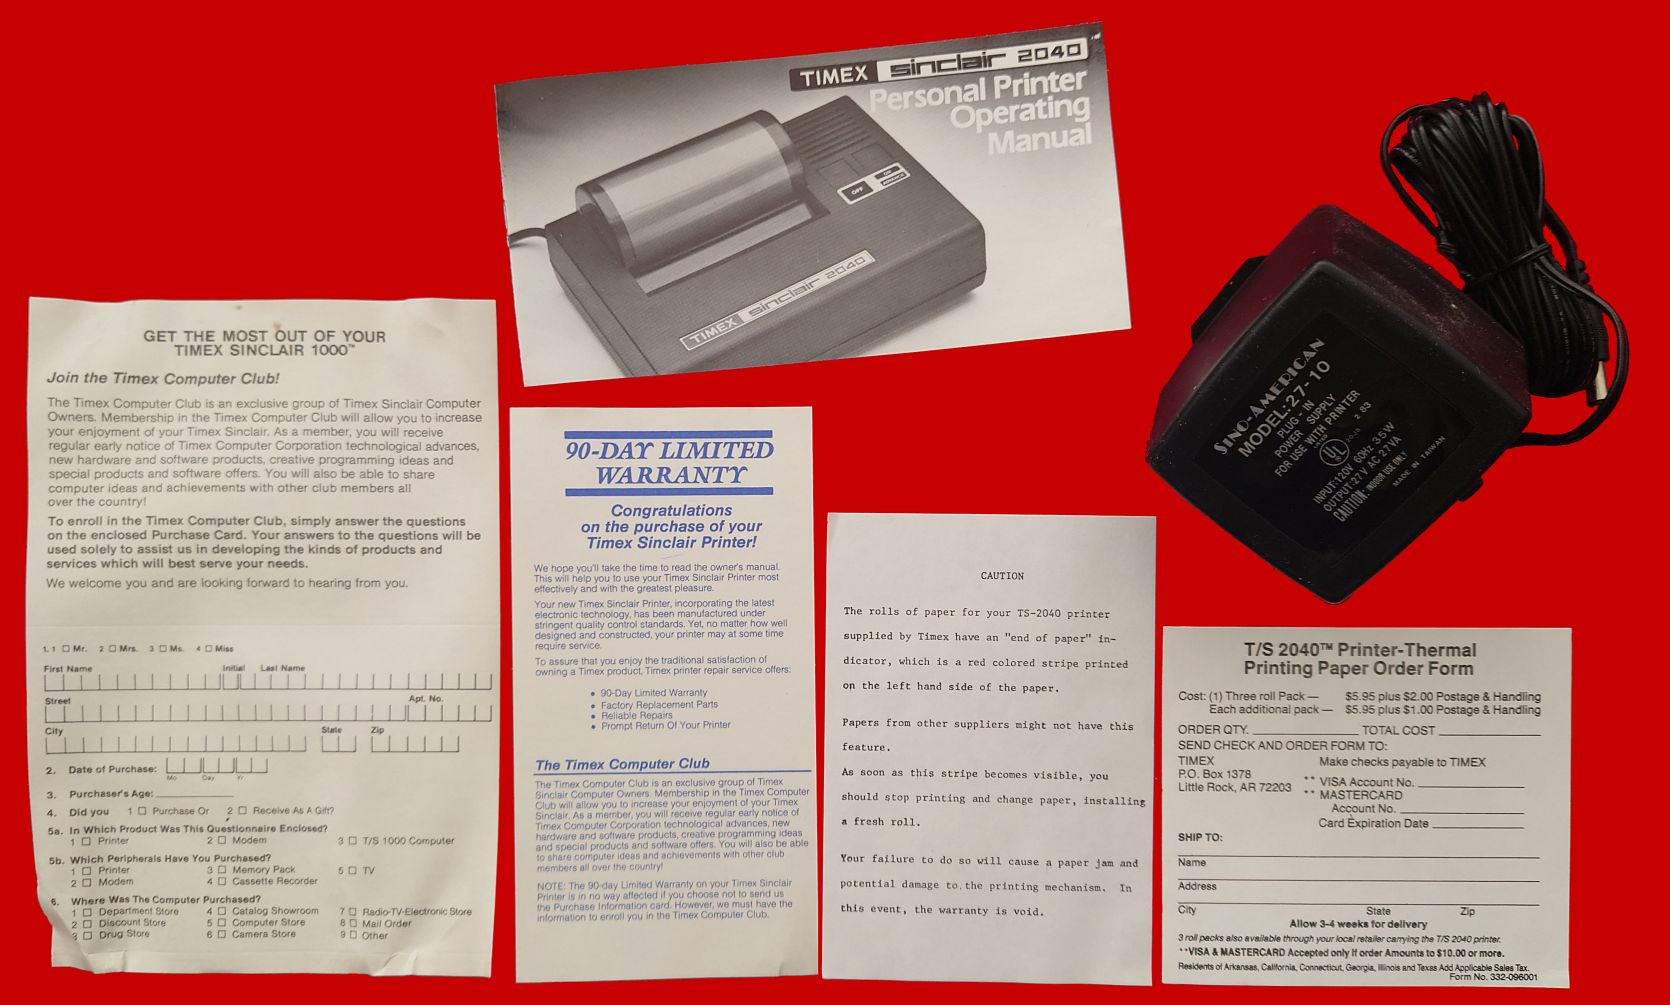 TIMEX sinclair 2040
Personal Printer
Operating
Manual
OFF
ON
ADVANCE
TIMEX sinclair 2040
GET THE MOST OUT OF YOUR
TIMEX SINCLAIR 1000™
Join the Timex Computer Club!
The Timex Computer Club is an exclusive group of Timex Sinclair Computer
Owners. Membership in the Timex Computer Club will allow you to increase
your enjoyment of your Timex Sinclair. As a member, you will receive
regular early notice of Timex Computer Corporation technological advances,
new hardware and software products, creative programming ideas and
special products and software offers. You will also be able to share
computer ideas and achievements with other club members all
over the country!
To enroll in the Timex Computer Club, simply answer the questions
on the enclosed Purchase Card. Your answers to the questions will be
used solely to assist us in developing the kinds of products and
services which will best serve your needs.
We welcome you and are looking forward to hearing from you.
1. 1 ☐ Mr. 2 ☐ Mrs. 3 ☐ Ms. 4 ☐ Miss
First Name Initial Last Name
Street Apt. No.
City State Zip
2. Date of Purchase:
Mo Day Yr
3. Purchaser's Age:
4. Did you 1 ☐ Purchase Or 2 ☐ Receive As A Gift?
5a. In Which Product Was This Questionnaire Enclosed?
1 ☐ Printer 2 ☐ Modem 3 ☐ T/S 1000 Computer
5b. Which Peripherals Have You Purchased?
1 ☐ Printer 3 ☐ Memory Pack 5 ☐ TV
2 ☐ Modem 4 ☐ Cassette Recorder
6. Where Was The Computer Purchased?
1 ☐ Department Store 4 ☐ Catalog Showroom 7 ☐ Radio-TV-Electronic Store
2 ☐ Discount Store 5 ☐ Computer Store 8 ☐ Mail Order
3 ☐ Drug Store 6 ☐ Camera Store 9 ☐ Other
90-DAY LIMITED
WARRANTY
Congratulations
on the purchase of your
Timex Sinclair Printer!
We hope you'll take the time to read the owner's manual.
This will help you to use your Timex Sinclair Printer most
effectively and with the greatest pleasure.
Your new Timex Sinclair Printer, incorporating the latest
electronic technology, has been manufactured under
stringent quality control standards. Yet, no matter how well
designed and constructed, your printer may at some time
require service.
To assure that you enjoy the traditional satisfaction of
owning a Timex product, Timex printer repair service offers:
• 90-Day Limited Warranty
• Factory Replacement Parts
• Reliable Repairs
• Prompt Return Of Your Printer
The Timex Computer Club
The Timex Computer Club is an exclusive group of Timex
Sinclair Computer Owners. Membership in the Timex Computer
Club will allow you to increase your enjoyment of your Timex
Sinclair. As a member, you will receive regular early notice of
Timex Computer Corporation technological advances, new
hardware and software products, creative programming ideas
and special products and software offers. You will also be able
to share computer ideas and achievements with other club
members all over the country!
NOTE: The 90-day Limited Warranty on your Timex Sinclair
Printer is in no way affected if you choose not to send us
the Purchase Information card. However, we must have the
information to enroll you in the Timex Computer Club.
CAUTION
The rolls of paper for your TS-2040 printer
supplied by Timex have an "end of paper" in-
dicator, which is a red colored stripe printed
on the left hand side of the paper.
Papers from other suppliers might not have this
feature.
As soon as this stripe becomes visible, you
should stop printing and change paper, installing
a fresh roll.
Your failure to do so will cause a paper jam and
potential damage to the printing mechanism. In
this event, the warranty is void.
SINO-AMERICAN
MODEL:27-10
PLUG-IN
POWER SUPPLY
FOR USE WITH PRINTER
LISTED
UL
INPUT:120V 60Hz 35W
OUTPUT:27V AC 27VA
CAUTION: INDOOR USE ONLY
MADE IN TAIWAN
T/S 2040™ Printer-Thermal
Printing Paper Order Form
Cost: (1) Three roll Pack — $5.95 plus $2.00 Postage & Handling
Each additional pack — $5.95 plus $1.00 Postage & Handling
ORDER QTY. TOTAL COST
SEND CHECK AND ORDER FORM TO:
TIMEX Make checks payable to TIMEX
P.O. Box 1378 ** VISA Account No.
Little Rock, AR 72203 ** MASTERCARD
Account No.
Card Expiration Date
SHIP TO:
Name
Address
City State Zip
Allow 3-4 weeks for delivery
3 roll packs also available through your local retailer carrying the T/S 2040 printer.
**VISA & MASTERCARD Accepted only if order Amounts to $10.00 or more.
Residents of Arkansas, California, Connecticut, Georgia, Illinois and Texas Add Applicable Sales Tax.
Form No. 332-096001